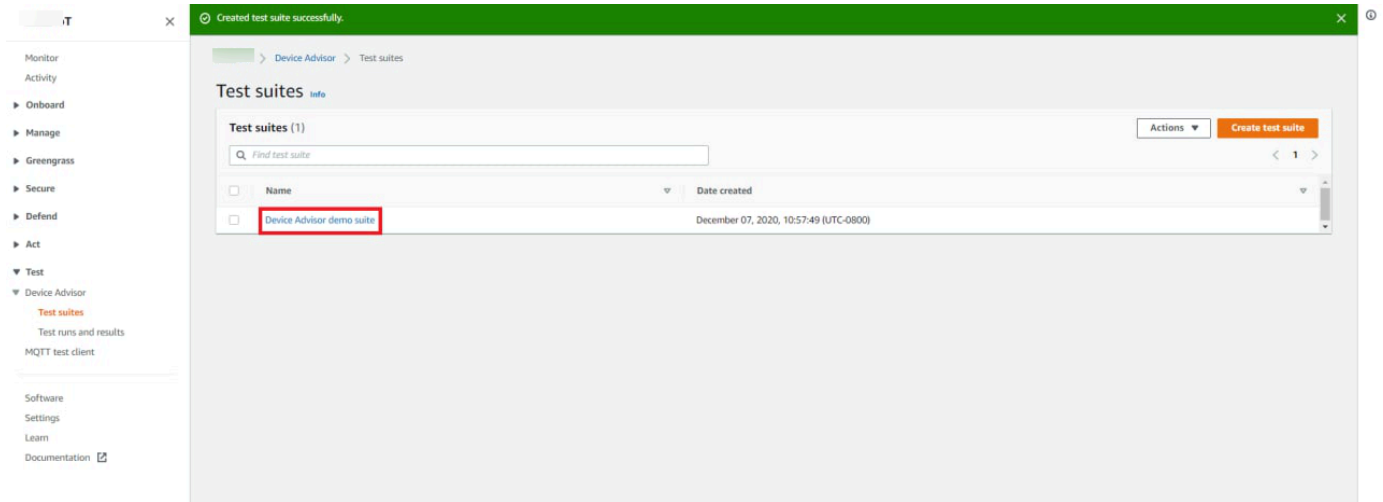 Created test suite successfully.
Device Advisor > Test suites
Test suites Info
Test suites (1)
Actions
Create test suite
Find test suite
< 1 >
Name
Date created
Device Advisor demo suite
December 07, 2020, 10:57:49 (UTC-0800)
Monitor
Activity
Onboard
Manage
Greengrass
Secure
Defend
Act
Test
Device Advisor
Test suites
Test runs and results
MQTT test client
Software
Settings
Learn
Documentation